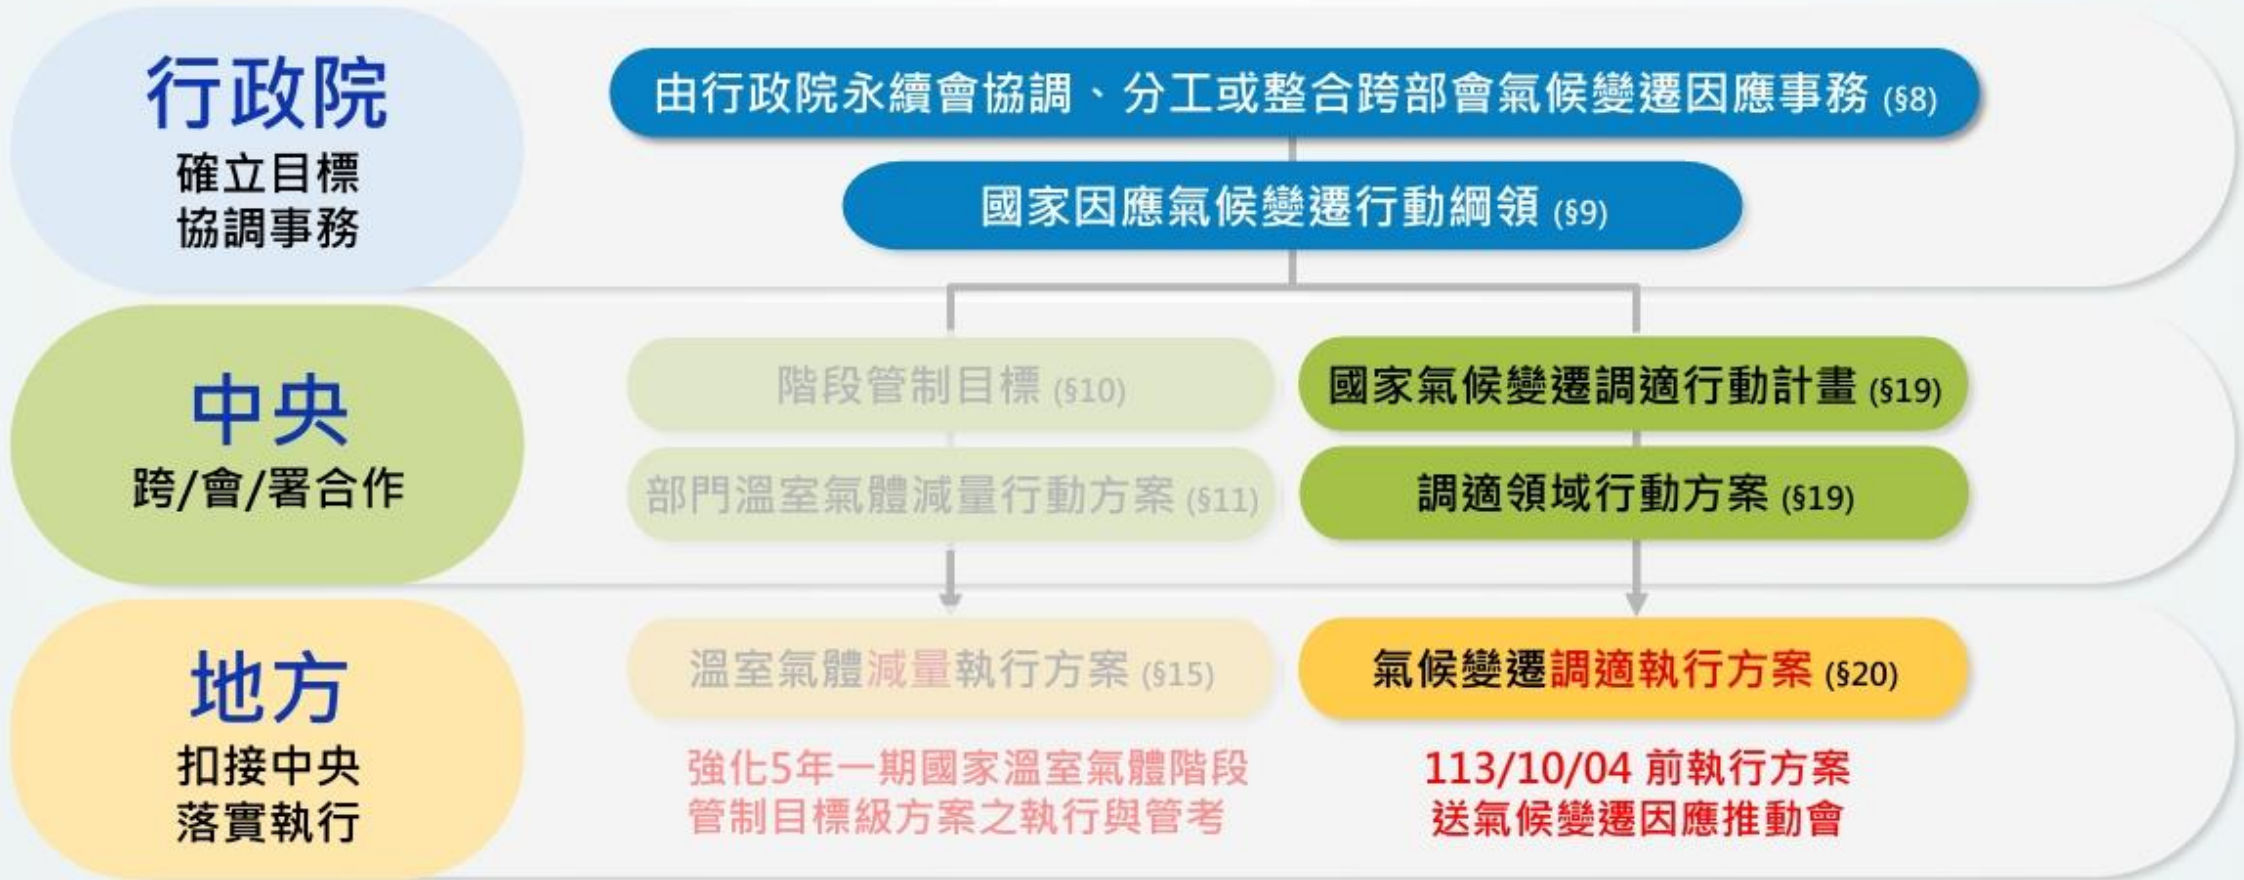 行政院
確立目標
協調事務
由行政院永續會協調、分工或整合跨部會氣候變遷因應事務 (§8)
國家因應氣候變遷行動綱領 (§9)
中央
跨/會/署合作
階段管制目標 (§10)
國家氣候變遷調適行動計畫 (§19)
部門溫室氣體減量行動方案 (§11)
調適領域行動方案 (§19)
地方
扣接中央
落實執行
溫室氣體減量執行方案 (§15)
氣候變遷調適執行方案 (§20)
強化5年一期國家溫室氣體階段
管制目標級方案之執行與管考
113/10/04 前執行方案
送氣候變遷因應推動會